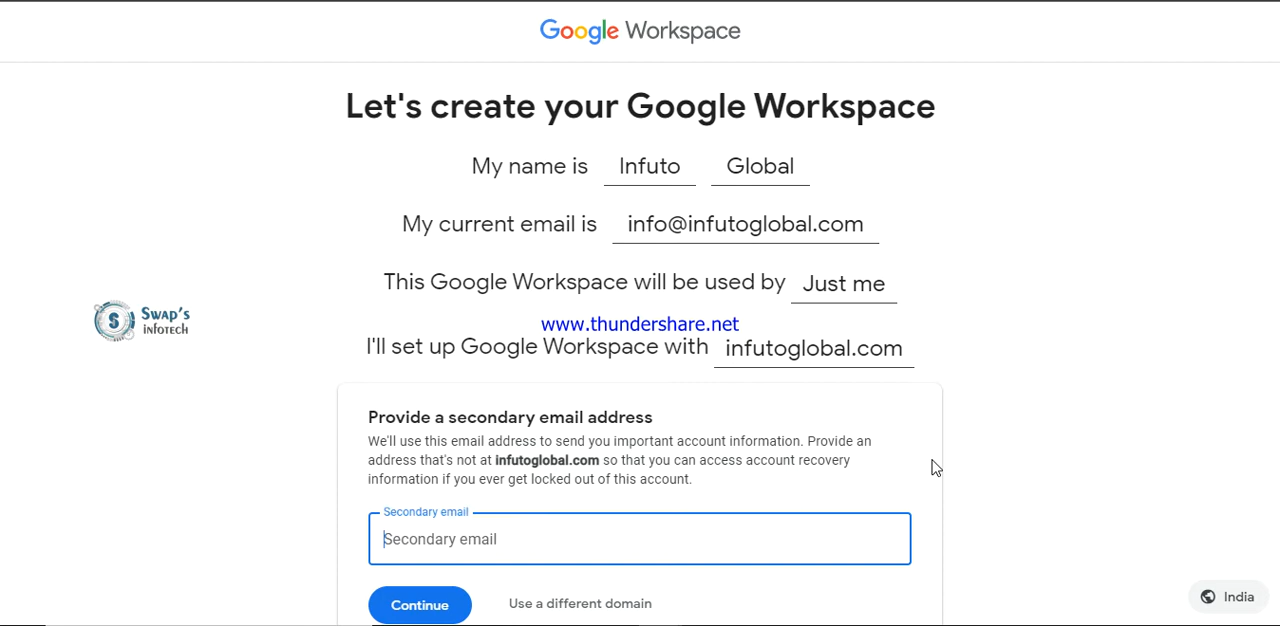 Google Workspace
Let's create your Google Workspace
My name is Infuto Global
My current email is info@infutoglobal.com
This Google Workspace will be used by Just me
www.thundershare.net
I'll set up Google Workspace with infutoglobal.com
$ Swap's
infotech
Provide a secondary email address
We'll use this email address to send you important account information. Provide an
address that's not at infutoglobal.com so that you can access account recovery
information if you ever get locked out of this account.
Secondary email
Secondary email
Continue Use a different domain
India